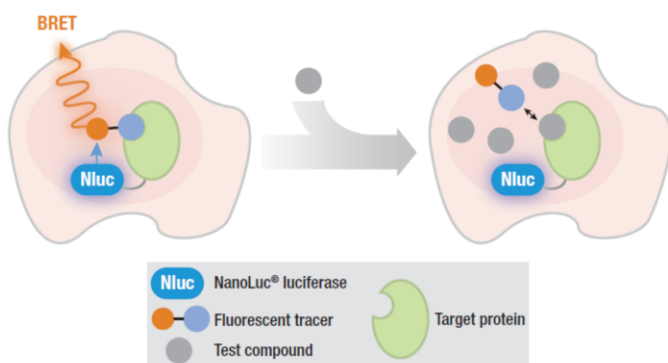 BRET
Nluc
Nluc
Nluc NanoLuc® luciferase
Fluorescent tracer
Target protein
Test compound